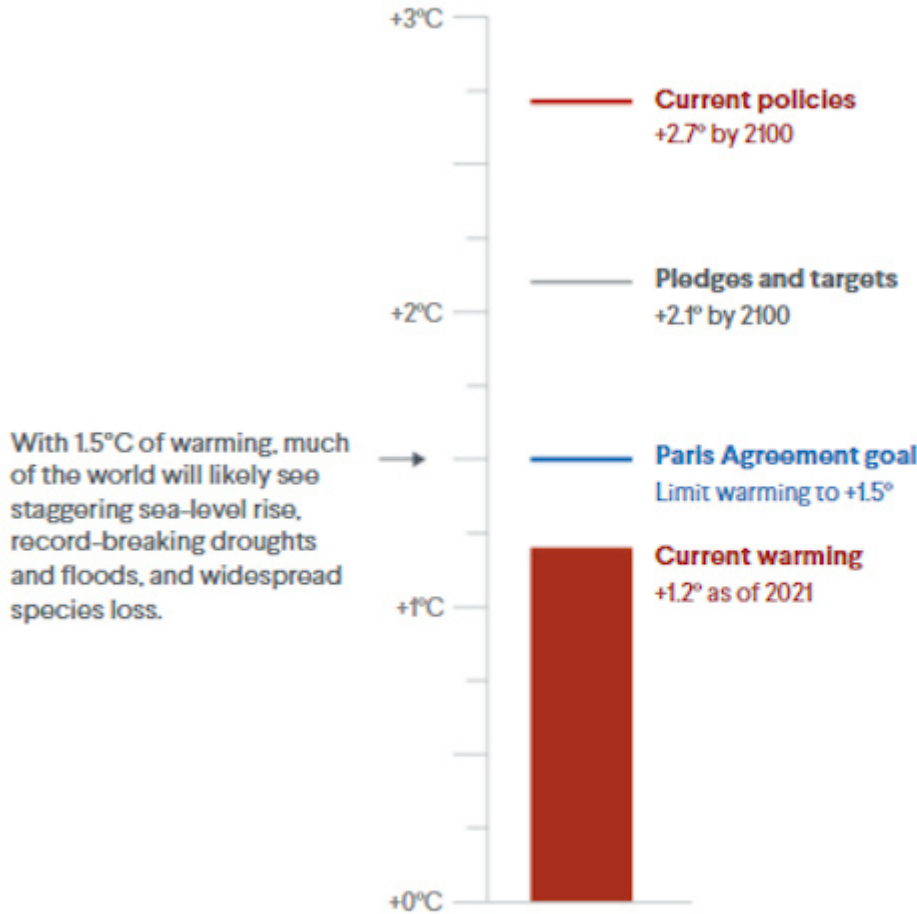 +3°C
Current policies
+2.7° by 2100
Pledges and targets
+2.1° by 2100
+2°C
With 1.5°C of warming, much
of the world will likely see
staggering sea-level rise,
record-breaking droughts
and floods, and widespread
species loss.
Paris Agreement goal
Limit warming to +1.5°
Current warming
+1.2° as of 2021
+1°C
+0°C